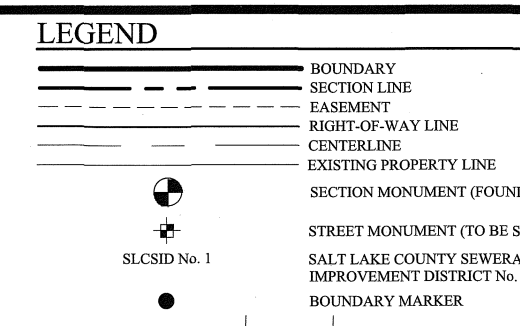 LEGEND
BOUNDARY
SECTION LINE
EASEMENT
RIGHT-OF-WAY LINE
CENTERLINE
EXISTING PROPERTY LINE
SECTION MONUMENT (FOUN
STREET MONUMENT (TO BE S
SLCSID No. 1 SALT LAKE COUNTY SEWERA
IMPROVEMENT DISTRICT No.
BOUNDARY MARKER